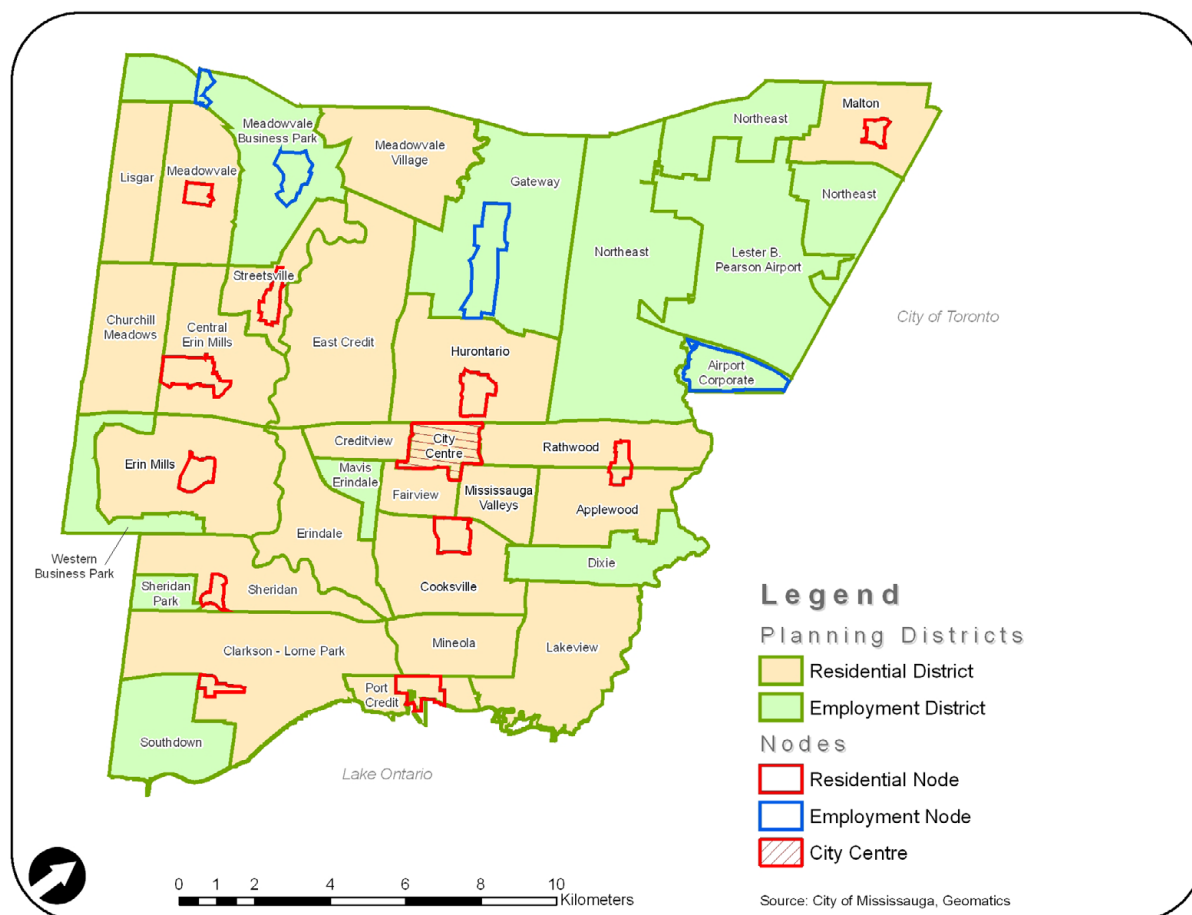 Malton
Northeast
Meadowvale
Business Park
Meadowvale
Village
Lisgar
Meadowvale
Gateway
Northeast
Northeast
Lester B.
Pearson Airport
Streetsville
City of Toronto
Churchill
Meadows
Central
Erin Mills
East Credit
Hurontario
Airport
Corporate
Creditview
City
Centre
Rathwood
Erin Mills
Mavis
Erindale
Fairview
Mississauga
Valleys
Applewood
Erindale
Western
Business Park
Dixie
Sheridan
Park
Sheridan
Cooksville
Clarkson - Lorne Park
Mineola
Lakeview
Port
Credit
Southdown
Lake Ontario
Legend
Planning Districts
Residential District
Employment District
Nodes
Residential Node
Employment Node
City Centre
0 1 2 4 6 8 10
Kilometers
Source: City of Mississauga, Geomatics